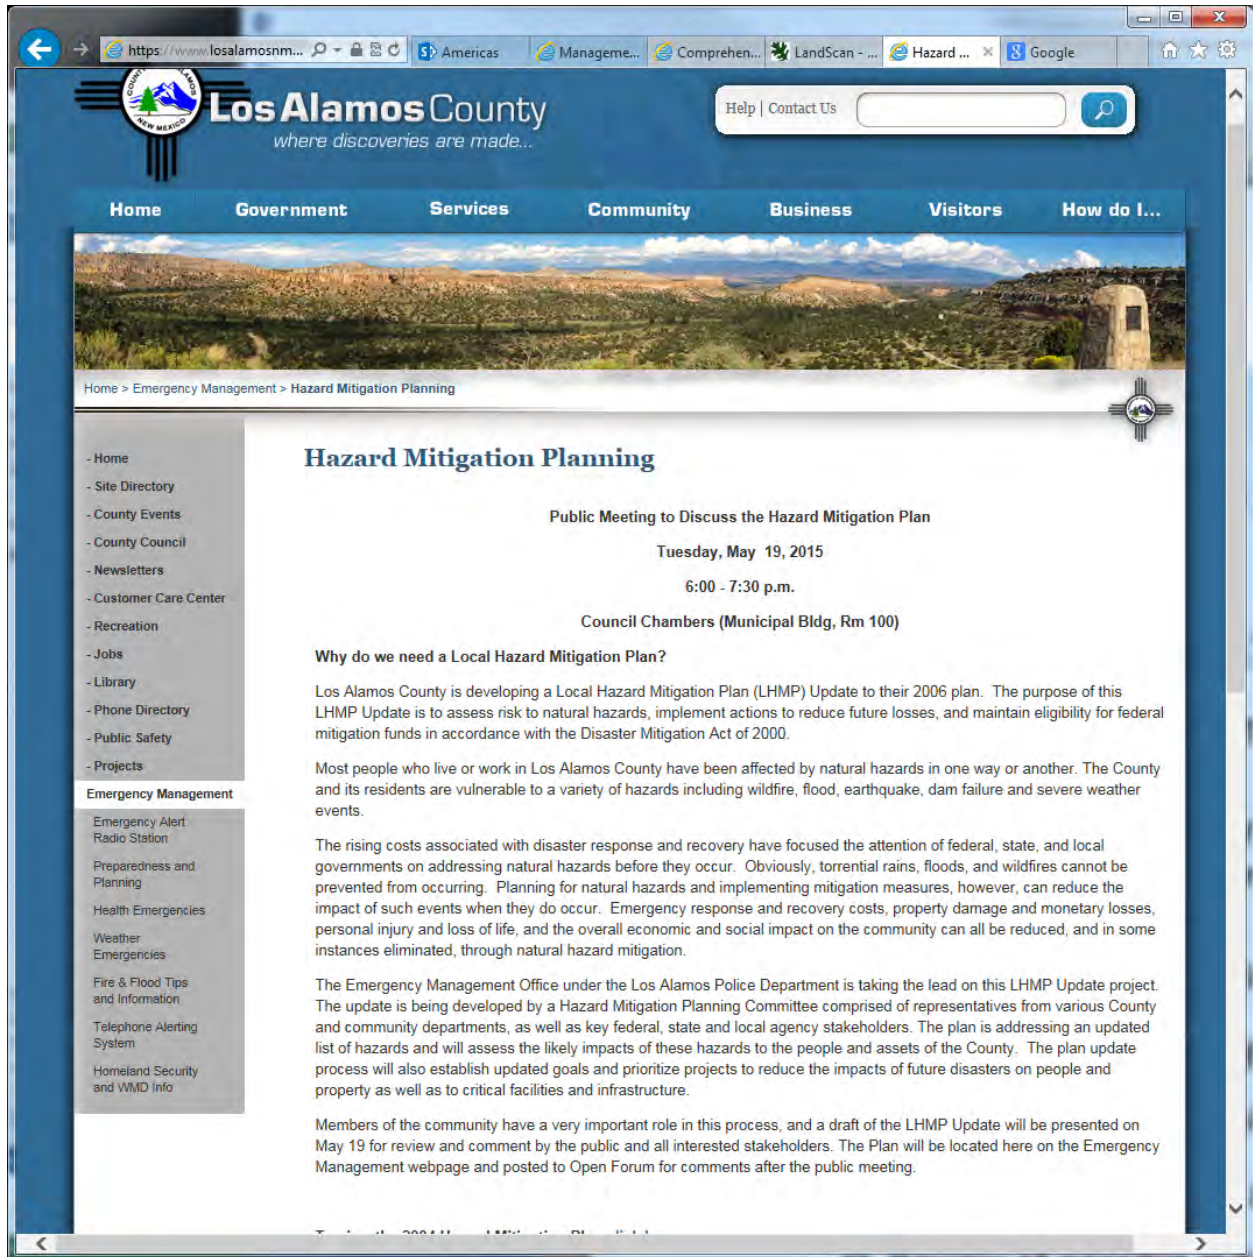 https://www.losalamosnm...
Americas
Manageme...
Comprehen...
LandScan - ...
Hazard ...
Google
COUNTY
ALAMOS
NEW MEXICO
Los Alamos County
where discoveries are made...
Help | Contact Us
Home
Government
Services
Community
Business
Visitors
How do I...
Home > Emergency Management > Hazard Mitigation Planning
- Home
- Site Directory
- County Events
- County Council
- Newsletters
- Customer Care Center
- Recreation
- Jobs
- Library
- Phone Directory
- Public Safety
- Projects
Emergency Management
Emergency Alert
Radio Station
Preparedness and
Planning
Health Emergencies
Weather
Emergencies
Fire & Flood Tips
and Information
Telephone Alerting
System
Homeland Security
and WMD Info
Hazard Mitigation Planning
Public Meeting to Discuss the Hazard Mitigation Plan
Tuesday, May 19, 2015
6:00 - 7:30 p.m.
Council Chambers (Municipal Bldg, Rm 100)
Why do we need a Local Hazard Mitigation Plan?
Los Alamos County is developing a Local Hazard Mitigation Plan (LHMP) Update to their 2006 plan. The purpose of this
LHMP Update is to assess risk to natural hazards, implement actions to reduce future losses, and maintain eligibility for federal
mitigation funds in accordance with the Disaster Mitigation Act of 2000.
Most people who live or work in Los Alamos County have been affected by natural hazards in one way or another. The County
and its residents are vulnerable to a variety of hazards including wildfire, flood, earthquake, dam failure and severe weather
events.
The rising costs associated with disaster response and recovery have focused the attention of federal, state, and local
governments on addressing natural hazards before they occur. Obviously, torrential rains, floods, and wildfires cannot be
prevented from occurring. Planning for natural hazards and implementing mitigation measures, however, can reduce the
impact of such events when they do occur. Emergency response and recovery costs, property damage and monetary losses,
personal injury and loss of life, and the overall economic and social impact on the community can all be reduced, and in some
instances eliminated, through natural hazard mitigation.
The Emergency Management Office under the Los Alamos Police Department is taking the lead on this LHMP Update project.
The update is being developed by a Hazard Mitigation Planning Committee comprised of representatives from various County
and community departments, as well as key federal, state and local agency stakeholders. The plan is addressing an updated
list of hazards and will assess the likely impacts of these hazards to the people and assets of the County. The plan update
process will also establish updated goals and prioritize projects to reduce the impacts of future disasters on people and
property as well as to critical facilities and infrastructure.
Members of the community have a very important role in this process, and a draft of the LHMP Update will be presented on
May 19 for review and comment by the public and all interested stakeholders. The Plan will be located here on the Emergency
Management webpage and posted to Open Forum for comments after the public meeting.